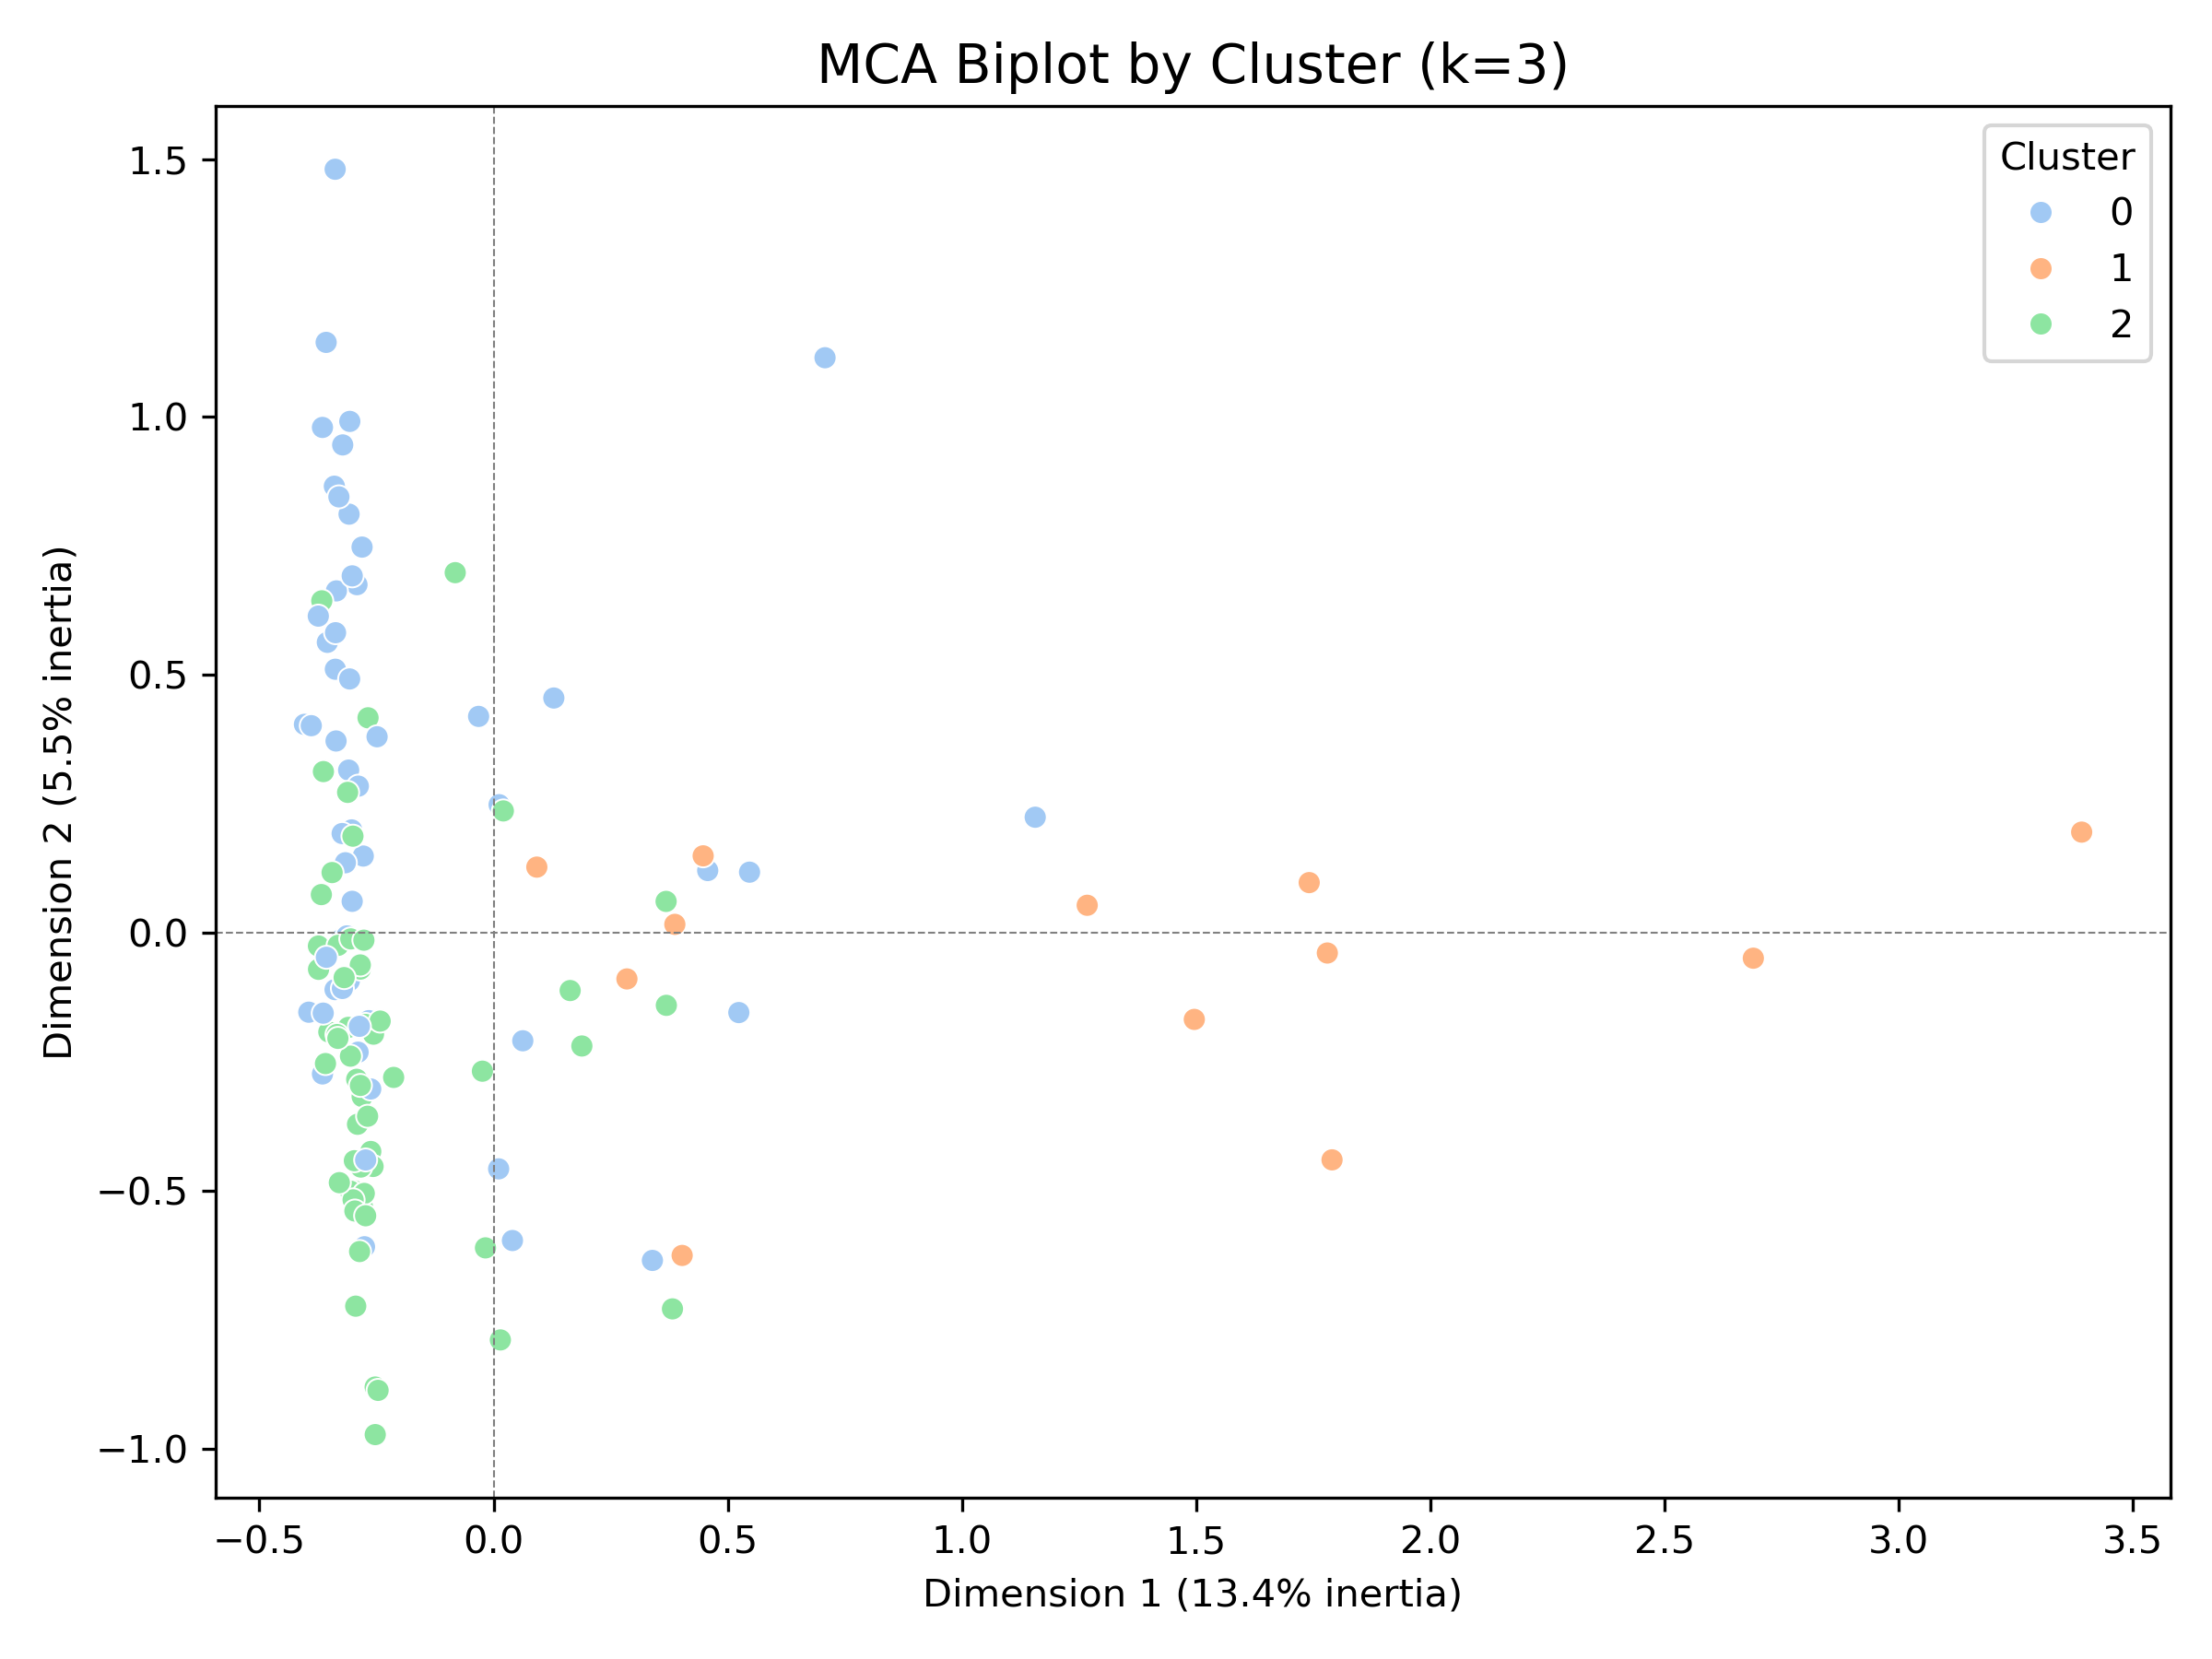 MCA Biplot by Cluster (k=3)
Cluster
0
1
2
1.5
1.0
0.5
0.0
−0.5
−1.0
Dimension 2 (5.5% inertia)
−0.5 0.0 0.5 1.0 1.5 2.0 2.5 3.0 3.5
Dimension 1 (13.4% inertia)